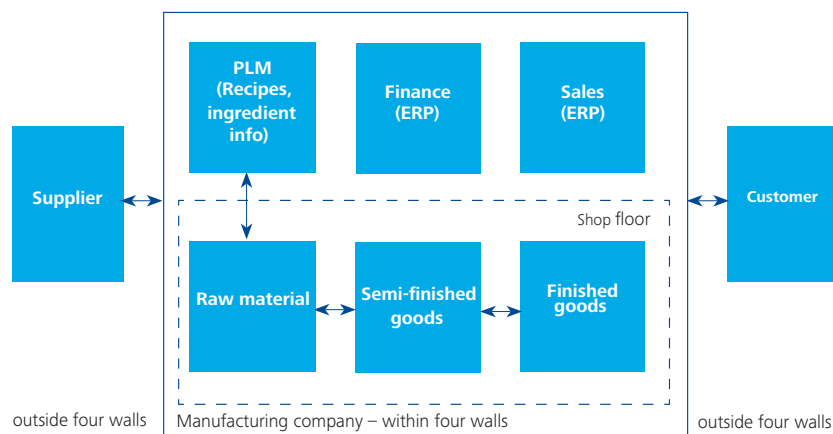 PLM
(Recipes,
ingredient
info)
Finance
(ERP)
Sales
(ERP)
Supplier
Customer
Shop floor
Raw material
Semi-finished
goods
Finished
goods
outside four walls
Manufacturing company – within four walls
outside four walls